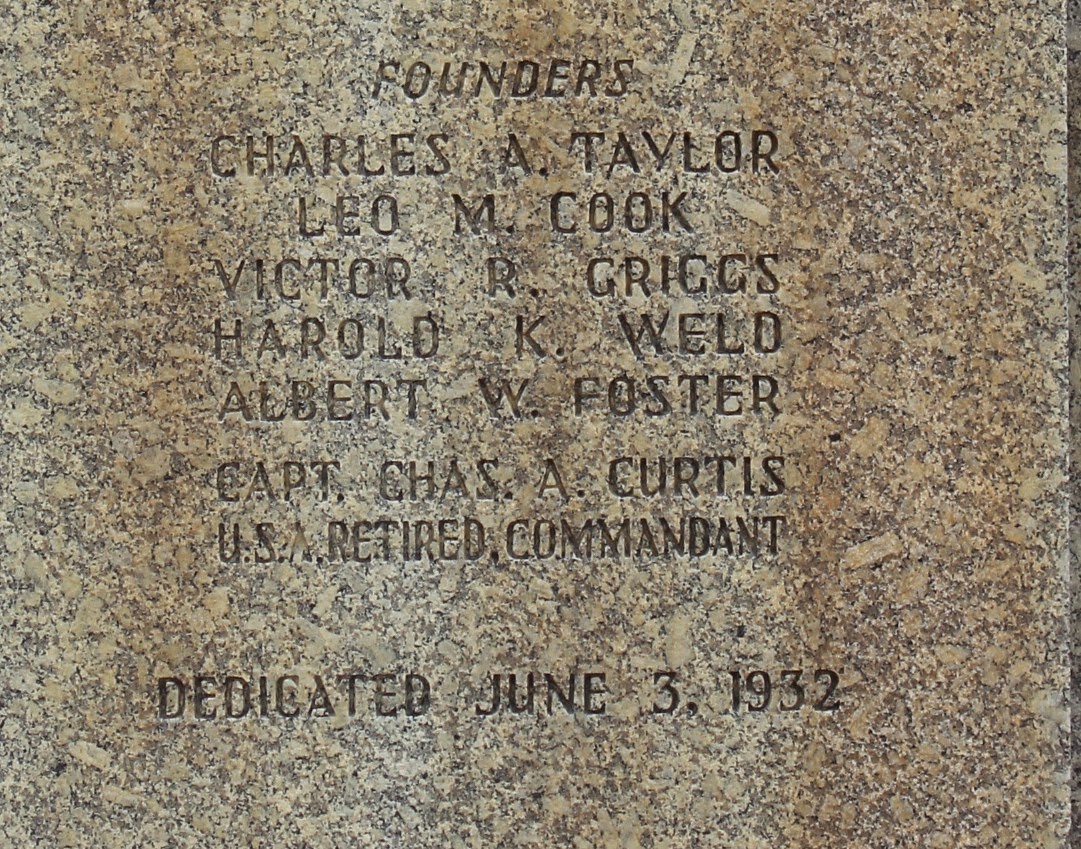 FOUNDERS
CHARLES A. TAYLOR
LEO M. COOK
VICTOR R. GRIGGS
HAROLD K. WELD
ALBERT W. FOSTER
CAPT. CHAS. A. CURTIS
U.S.A. RETIRED, COMMANDANT
DEDICATED JUNE 3, 1932